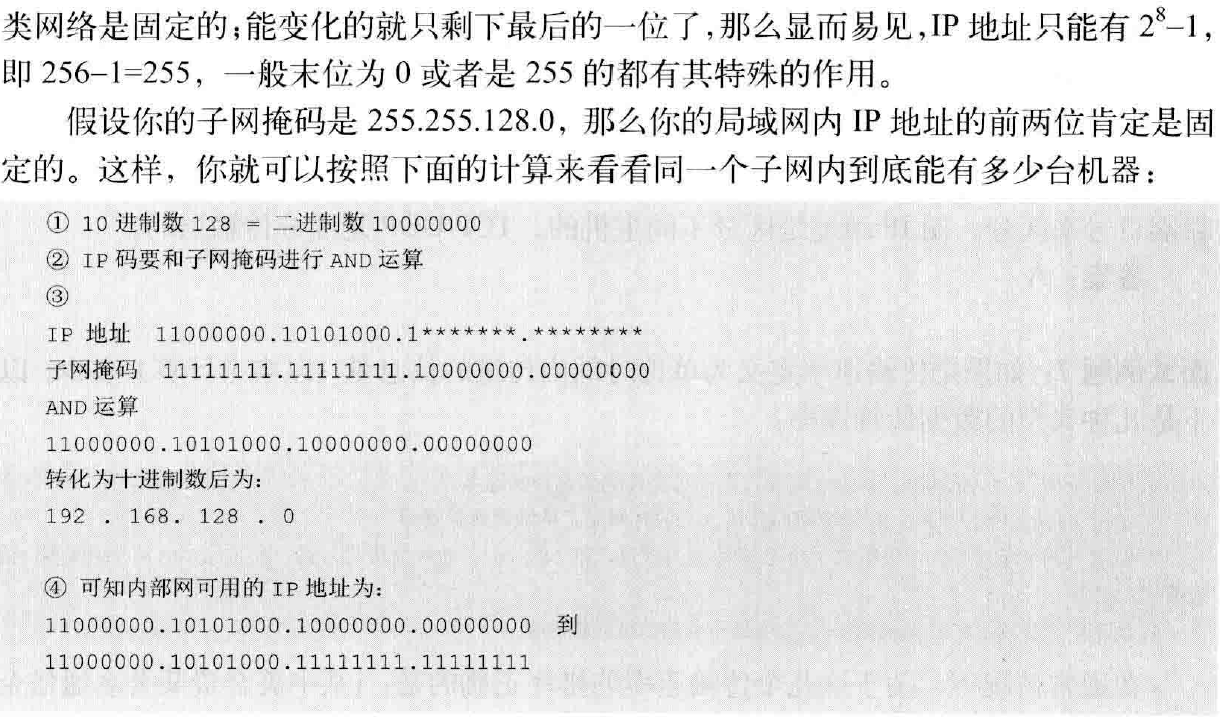 类网络是固定的;能变化的就只剩下最后的一位了,那么显而易见,IP 地址只能有 2⁸–1,
即 256–1=255，一般末位为 0 或者是 255 的都有其特殊的作用。
假设你的子网掩码是 255.255.128.0，那么你的局域网内 IP 地址的前两位肯定是固
定的。这样，你就可以按照下面的计算来看看同一个子网内到底能有多少台机器：
① 10 进制数 128 = 二进制数 10000000
② IP 码要和子网掩码进行 AND 运算
③
IP 地址 11000000.10101000.1*******.********
子网掩码 11111111.11111111.10000000.00000000
AND 运算
11000000.10101000.10000000.00000000
转化为十进制数后为:
192 . 168. 128 . 0
④ 可知内部网可用的 IP 地址为:
11000000.10101000.10000000.00000000 到
11000000.10101000.11111111.11111111